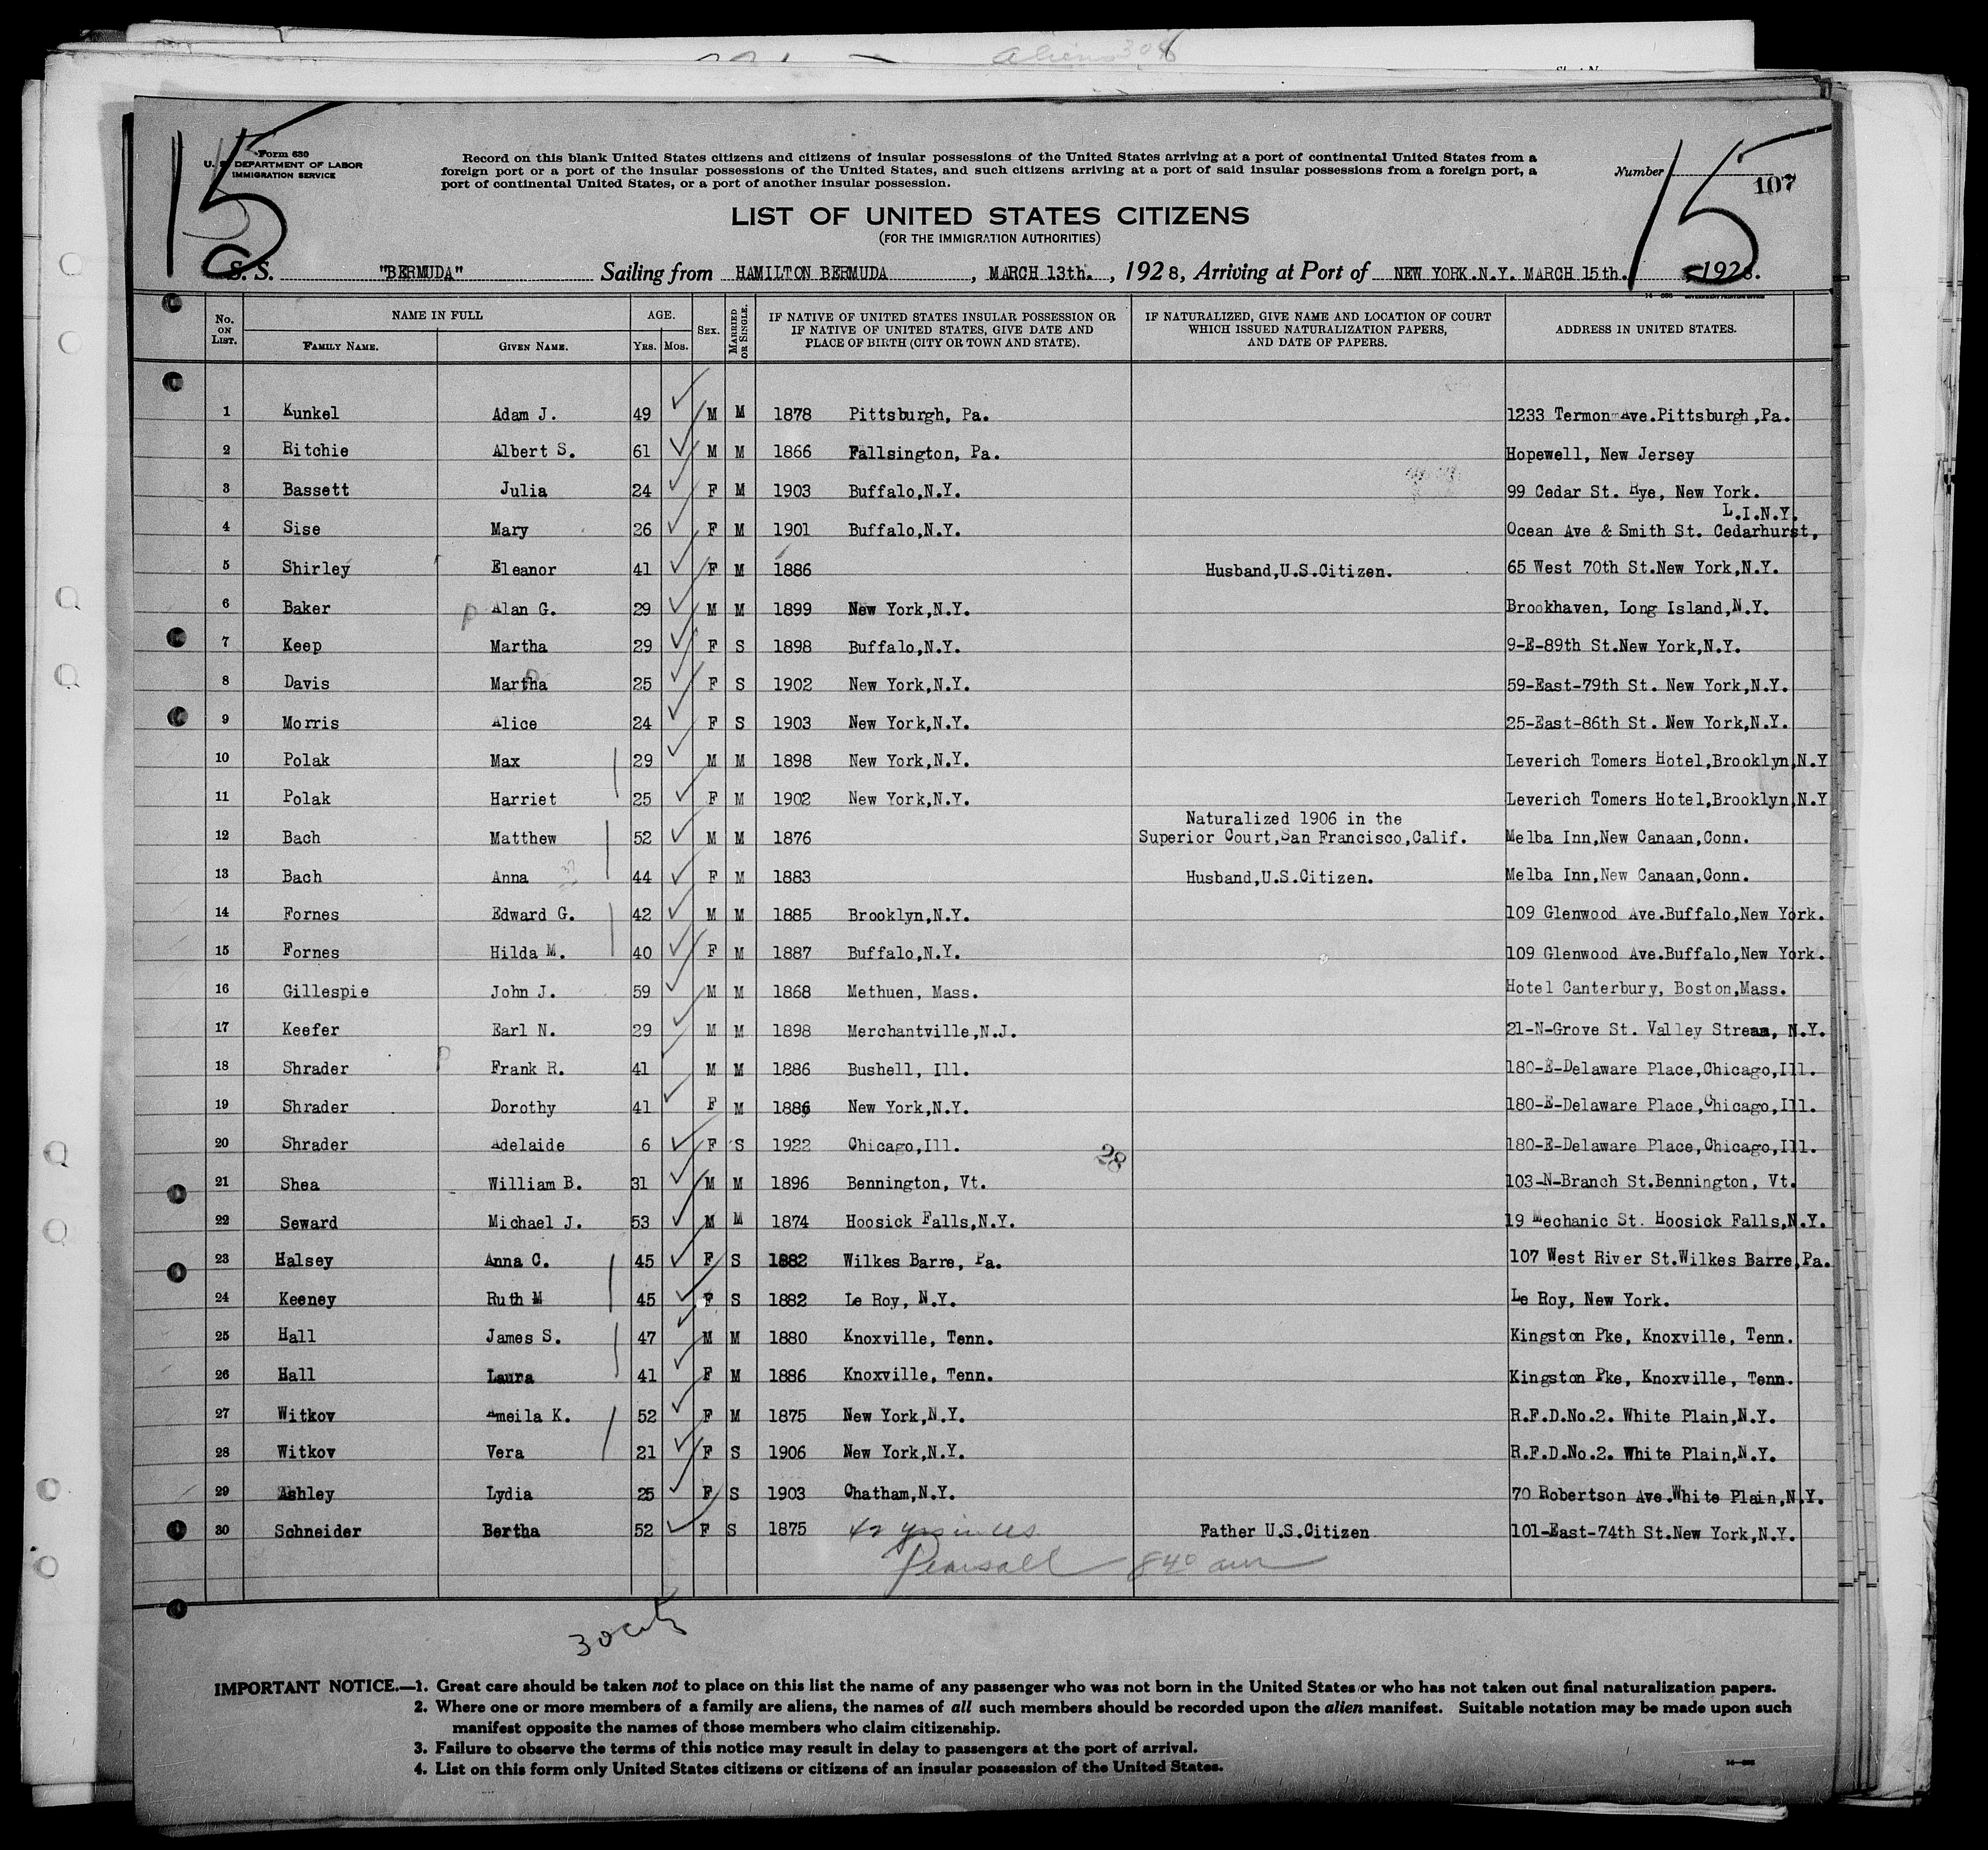 15
15
Form 630
U. S. DEPARTMENT OF LABOR
IMMIGRATION SERVICE
Record on this blank United States citizens and citizens of insular possessions of the United States arriving at a port of continental United States from a
foreign port or a port of the insular possessions of the United States, and such citizens arriving at a port of said insular possessions from a foreign port, a
port of continental United States, or a port of another insular possession.
Number
107
LIST OF UNITED STATES CITIZENS
(FOR THE IMMIGRATION AUTHORITIES)
S. S. "BERMUDA" Sailing from HAMILTON BERMUDA, MARCH 13th., 1928, Arriving at Port of NEW YORK.N.Y. MARCH 15th. 1928.
No. ON LIST. NAME IN FULL FAMILY NAME. GIVEN NAME. AGE. YRS. MOS. SEX. MARRIED OR SINGLE. IF NATIVE OF UNITED STATES INSULAR POSSESSION OR IF NATIVE OF UNITED STATES, GIVE DATE AND PLACE OF BIRTH (CITY OR TOWN AND STATE). IF NATURALIZED, GIVE NAME AND LOCATION OF COURT WHICH ISSUED NATURALIZATION PAPERS, AND DATE OF PAPERS. ADDRESS IN UNITED STATES.
1 Kunkel Adam J. 49 M M 1878 Pittsburgh, Pa. 1233 Termon Ave.Pittsburgh,Pa.
2 Ritchie Albert S. 61 M M 1866 Fallsington, Pa. Hopewell, New Jersey
3 Bassett Julia 24 F M 1903 Buffalo,N.Y. 99 Cedar St. Rye, New York.
L.I.N.Y.
4 Sise Mary 26 F M 1901 Buffalo,N.Y. Ocean Ave & Smith St. Cedarhurst,
5 Shirley Eleanor 41 F M 1886 Husband,U.S.Citizen. 65 West 70th St.New York,N.Y.
6 Baker Alan G. 29 M M 1899 New York,N.Y. Brookhaven, Long Island,N.Y.
7 Keep Martha 29 F S 1898 Buffalo,N.Y. 9-E-89th St.New York,N.Y.
8 Davis Martha 25 F S 1902 New York,N.Y. 59-East-79th St. New York,N.Y.
9 Morris Alice 24 F S 1903 New York,N.Y. 25-East-86th St. New York,N.Y.
10 Polak Max 29 M M 1898 New York,N.Y. Leverich Tomers Hotel,Brooklyn,N.Y
11 Polak Harriet 25 F M 1902 New York,N.Y. Leverich Tomers Hotel,Brooklyn,N.Y
Naturalized 1906 in the
12 Bach Matthew 52 M M 1876 Superior Court,San Francisco,Calif. Melba Inn,New Canaan,Conn.
13 Bach Anna 44 F M 1883 Husband,U.S.Citizen. Melba Inn,New Canaan,Conn.
14 Fornes Edward G. 42 M M 1885 Brooklyn,N.Y. 109 Glenwood Ave.Buffalo,New York.
15 Fornes Hilda M. 40 F M 1887 Buffalo,N.Y. 109 Glenwood Ave.Buffalo,New York.
16 Gillespie John J. 59 M M 1868 Methuen, Mass. Hotel Canterbury, Boston,Mass.
17 Keefer Earl N. 29 M M 1898 Merchantville,N.J. 21-N-Grove St. Valley Stream, N.Y.
18 Shrader Frank R. 41 M M 1886 Bushell, Ill. 180-E-Delaware Place,Chicago,Ill.
19 Shrader Dorothy 41 F M 1886 New York,N.Y. 180-E-Delaware Place,Chicago,Ill.
20 Shrader Adelaide 6 F S 1922 Chicago,Ill. 28 180-E-Delaware Place,Chicago,Ill.
21 Shea William B. 31 M M 1896 Bennington, Vt. 103-N-Branch St.Bennington, Vt.
22 Seward Michael J. 53 M M 1874 Hoosick Falls,N.Y. 19 Mechanic St. Hoosick Falls,N.Y.
23 Halsey Anna C. 45 F S 1882 Wilkes Barre, Pa. 107 West River St.Wilkes Barre,Pa.
24 Keeney Ruth M 45 F S 1882 Le Roy, N.Y. Le Roy, New York.
25 Hall James S. 47 M M 1880 Knoxville, Tenn. Kingston Pke, Knoxville, Tenn.
26 Hall Laura 41 F M 1886 Knoxville, Tenn. Kingston Pke, Knoxville, Tenn.
27 Witkov Ameila K. 52 F M 1875 New York,N.Y. R.F.D.No.2. White Plain,N.Y.
28 Witkov Vera 21 F S 1906 New York,N.Y. R.F.D.No.2. White Plain,N.Y.
29 Ashley Lydia 25 F S 1903 Chatham,N.Y. 70 Robertson Ave.White Plain,N.Y.
30 Schneider Bertha 52 F S 1875 42 yrs in US Father U.S.Citizen 101-East-74th St.New York,N.Y.
Pearsall 840 am
30
IMPORTANT NOTICE.—1. Great care should be taken not to place on this list the name of any passenger who was not born in the United States or who has not taken out final naturalization papers.
2. Where one or more members of a family are aliens, the names of all such members should be recorded upon the alien manifest. Suitable notation may be made upon such
manifest opposite the names of those members who claim citizenship.
3. Failure to observe the terms of this notice may result in delay to passengers at the port of arrival.
4. List on this form only United States citizens or citizens of an insular possession of the United States.